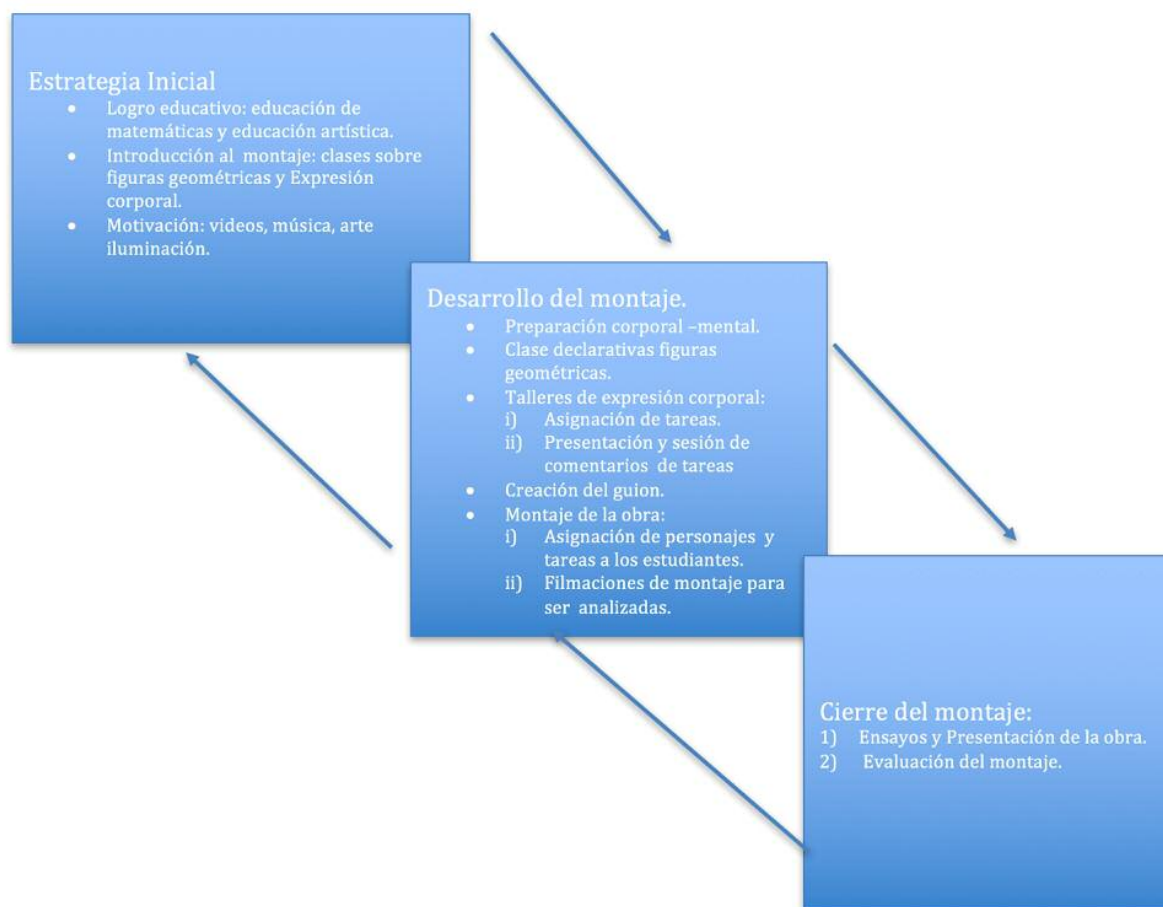 Estrategia Inicial
• Logro educativo: educación de
matemáticas y educación artística.
• Introducción al montaje: clases sobre
figuras geométricas y Expresión
corporal.
• Motivación: videos, música, arte
iluminación.
Desarrollo del montaje.
• Preparación corporal –mental.
• Clase declarativas figuras
geométricas.
• Talleres de expresión corporal:
i) Asignación de tareas.
ii) Presentación y sesión de
comentarios de tareas
• Creación del guion.
• Montaje de la obra:
i) Asignación de personajes y
tareas a los estudiantes.
ii) Filmaciones de montaje para
ser analizadas.
Cierre del montaje:
1) Ensayos y Presentación de la obra.
2) Evaluación del montaje.